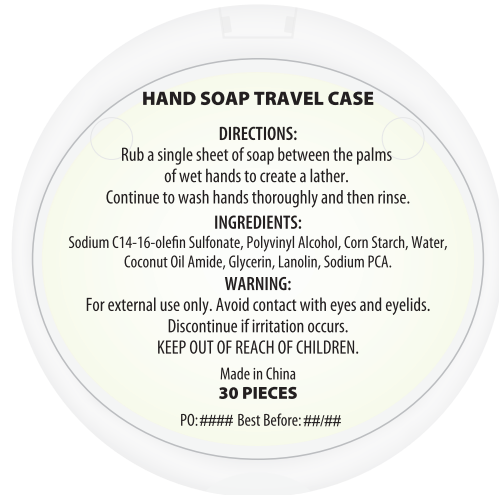 HAND SOAP TRAVEL CASE
DIRECTIONS:
Rub a single sheet of soap between the palms
of wet hands to create a lather.
Continue to wash hands thoroughly and then rinse.
INGREDIENTS:
Sodium C14-16-olefin Sulfonate, Polyvinyl Alcohol, Corn Starch, Water,
Coconut Oil Amide, Glycerin, Lanolin, Sodium PCA.
WARNING:
For external use only. Avoid contact with eyes and eyelids.
Discontinue if irritation occurs.
KEEP OUT OF REACH OF CHILDREN.
Made in China
30 PIECES
PO: #### Best Before: ##/##